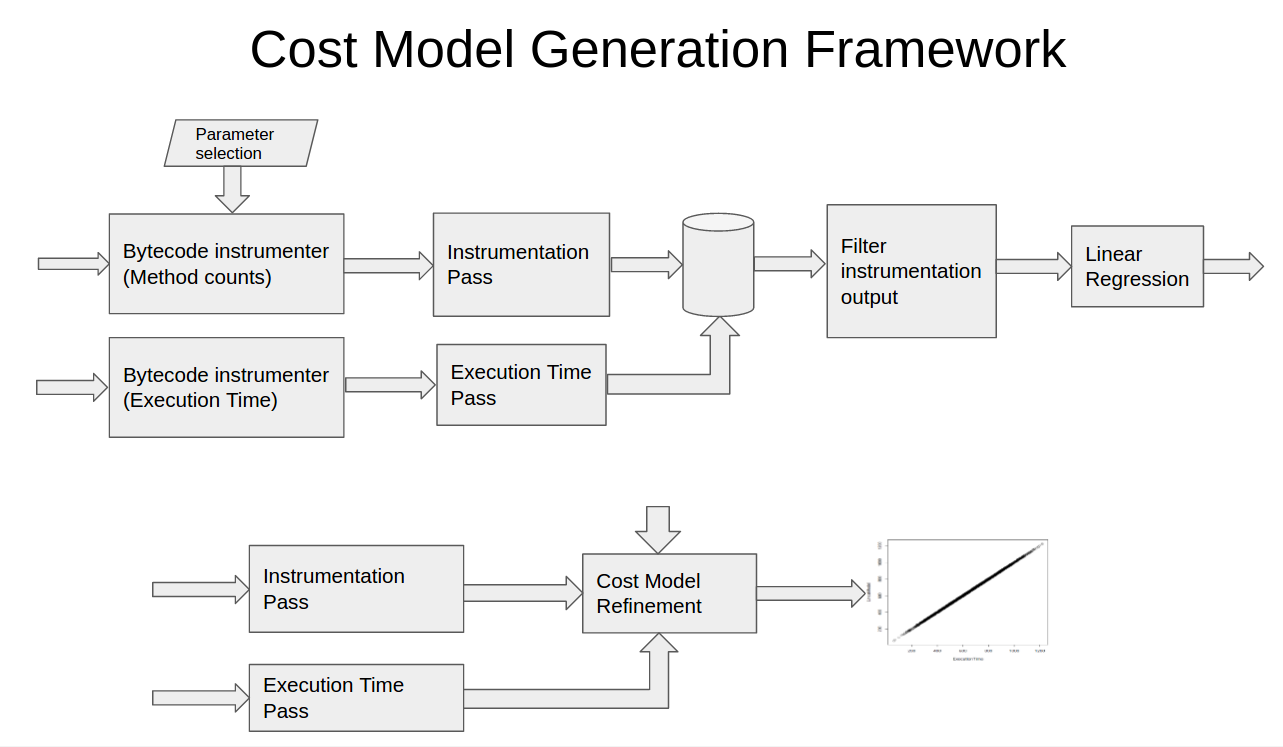 Cost Model Generation Framework
Parameter
selection
Bytecode instrumenter
(Method counts)
Instrumentation
Pass
Filter
instrumentation
output
Linear
Regression
Bytecode instrumenter
(Execution Time)
Execution Time
Pass
Instrumentation
Pass
Cost Model
Refinement
Execution Time
Pass
Execution Time